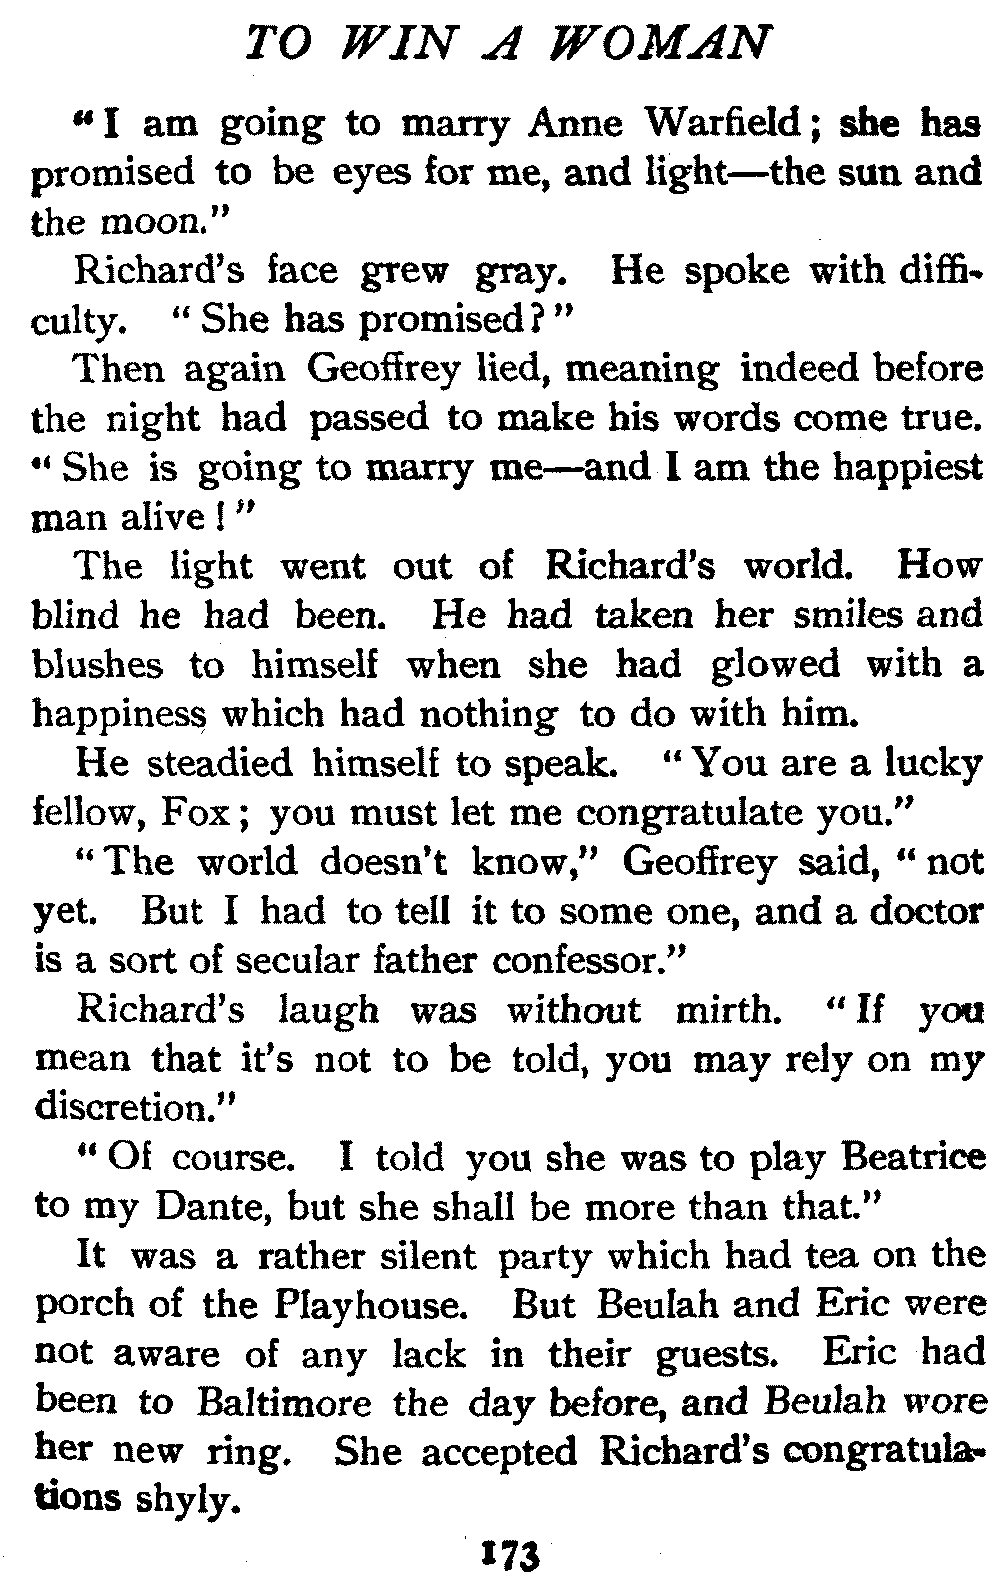 TO WIN A WOMAN
"I am going to marry Anne Warfield; she has
promised to be eyes for me, and light—the sun and
the moon."
Richard's face grew gray. He spoke with diffi-
culty. "She has promised?"
Then again Geoffrey lied, meaning indeed before
the night had passed to make his words come true.
"She is going to marry me—and I am the happiest
man alive!"
The light went out of Richard's world. How
blind he had been. He had taken her smiles and
blushes to himself when she had glowed with a
happiness which had nothing to do with him.
He steadied himself to speak. "You are a lucky
fellow, Fox; you must let me congratulate you."
"The world doesn't know," Geoffrey said, "not
yet. But I had to tell it to some one, and a doctor
is a sort of secular father confessor."
Richard's laugh was without mirth. "If you
mean that it's not to be told, you may rely on my
discretion."
"Of course. I told you she was to play Beatrice
to my Dante, but she shall be more than that."
It was a rather silent party which had tea on the
porch of the Playhouse. But Beulah and Eric were
not aware of any lack in their guests. Eric had
been to Baltimore the day before, and Beulah wore
her new ring. She accepted Richard's congratula-
tions shyly.
173